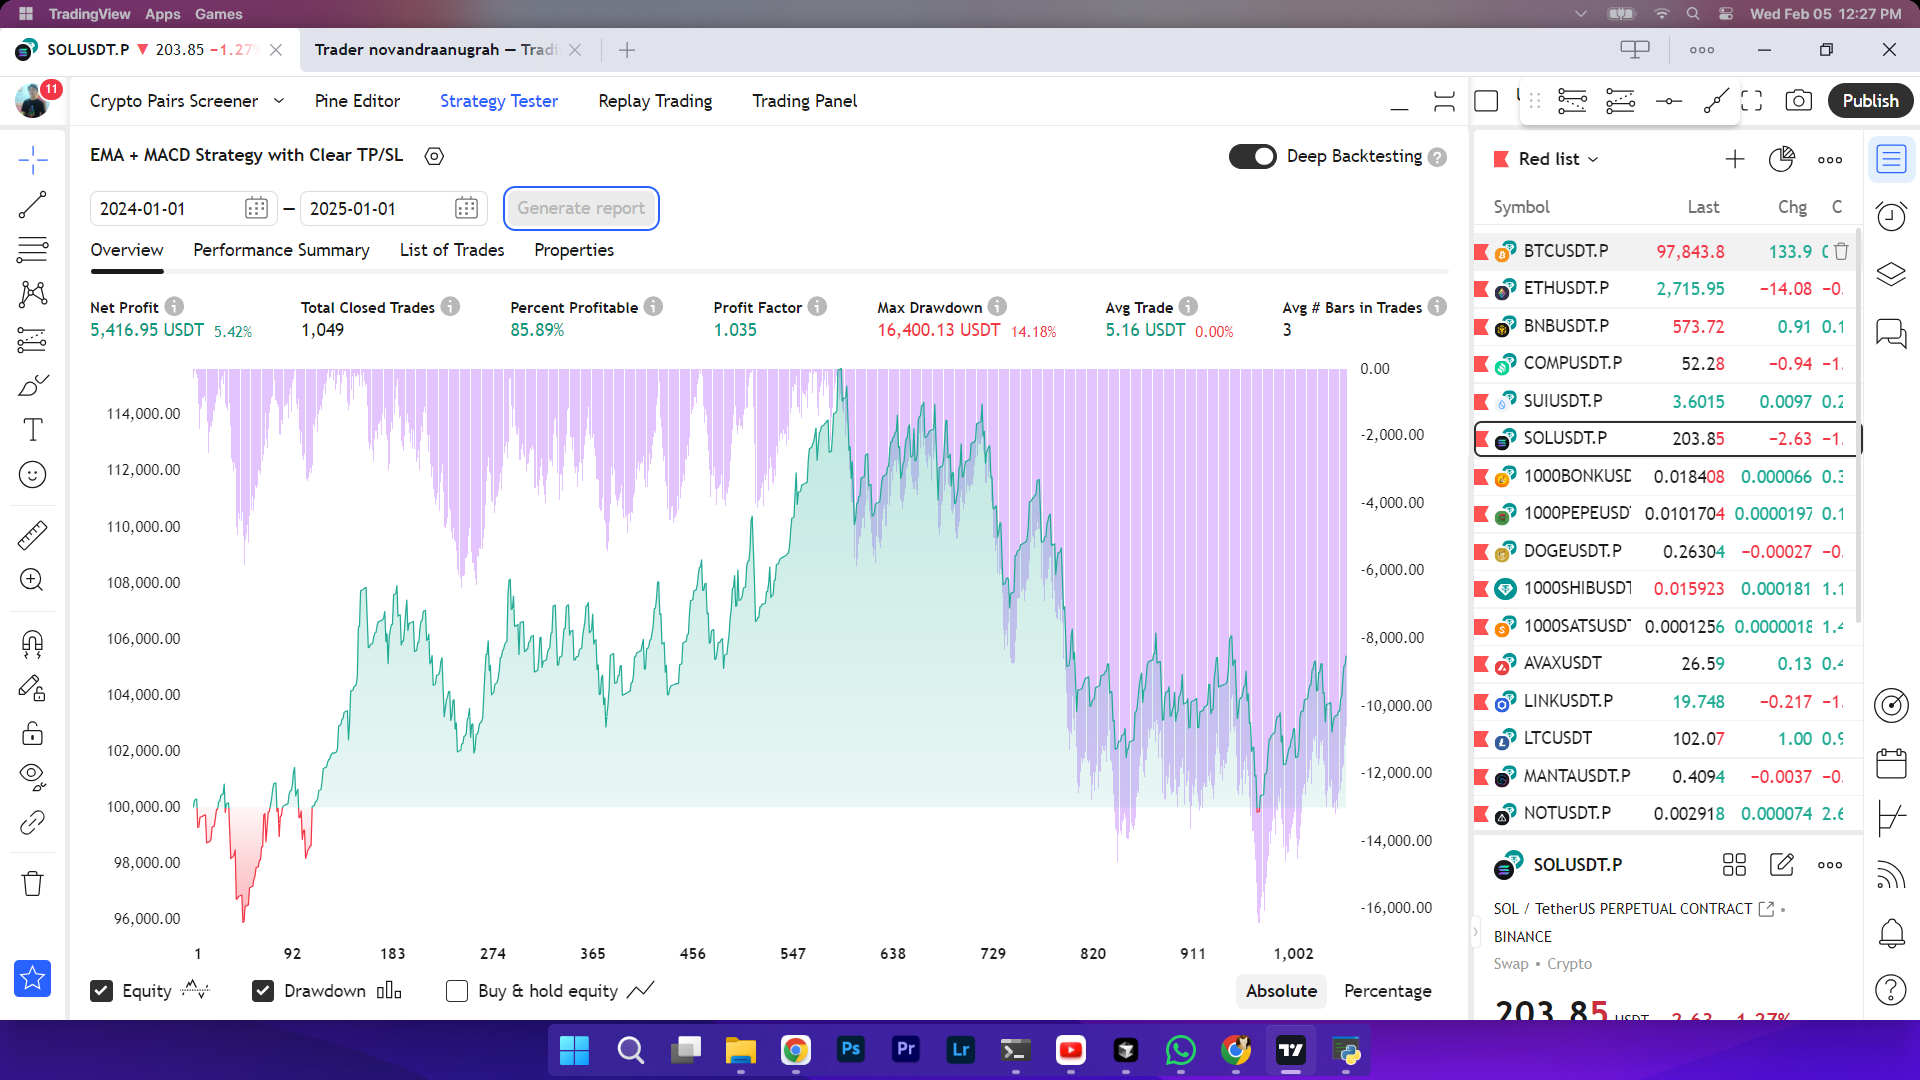 TradingView Apps Games
Wed Feb 05 12:27 PM
SOLUSDT.P ▼ 203.85 −1.27%
Trader novandraanugrah — Tradi
11
Crypto Pairs Screener
Pine Editor
Strategy Tester
Replay Trading
Trading Panel
Publish
EMA + MACD Strategy with Clear TP/SL
Deep Backtesting
2024-01-01 — 2025-01-01
Generate report
Overview
Performance Summary
List of Trades
Properties
Net Profit
5,416.95 USDT 5.42%
Total Closed Trades
1,049
Percent Profitable
85.89%
Profit Factor
1.035
Max Drawdown
16,400.13 USDT 14.18%
Avg Trade
5.16 USDT 0.00%
Avg # Bars in Trades
3
114,000.00
112,000.00
110,000.00
108,000.00
106,000.00
104,000.00
102,000.00
100,000.00
98,000.00
96,000.00
0.00
-2,000.00
-4,000.00
-6,000.00
-8,000.00
-10,000.00
-12,000.00
-14,000.00
-16,000.00
1 92 183 274 365 456 547 638 729 820 911 1,002
Equity
Drawdown
Buy & hold equity
Absolute
Percentage
Red list
Symbol Last Chg C
BTCUSDT.P 97,843.8 133.9
ETHUSDT.P 2,715.95 −14.08 −0.
BNBUSDT.P 573.72 0.91 0.1
COMPUSDT.P 52.28 −0.94 −1.
SUIUSDT.P 3.6015 0.0097 0.2
SOLUSDT.P 203.85 −2.63 −1.
1000BONKUSD 0.018408 0.000066 0.3
1000PEPEUSD 0.0101704 0.0000197 0.1
DOGEUSDT.P 0.26304 −0.00027 −0.
1000SHIBUSDT 0.015923 0.000181 1.1
1000SATSUSDT 0.0001256 0.0000018 1.4
AVAXUSDT 26.59 0.13 0.4
LINKUSDT.P 19.748 −0.217 −1.
LTCUSDT 102.07 1.00 0.9
MANTAUSDT.P 0.4094 −0.0037 −0.
NOTUSDT.P 0.002918 0.000074 2.6
SOLUSDT.P
SOL / TetherUS PERPETUAL CONTRACT
BINANCE
Swap • Crypto
203.85 USDT −2.63 −1.27%
Ps
Pr
Lr